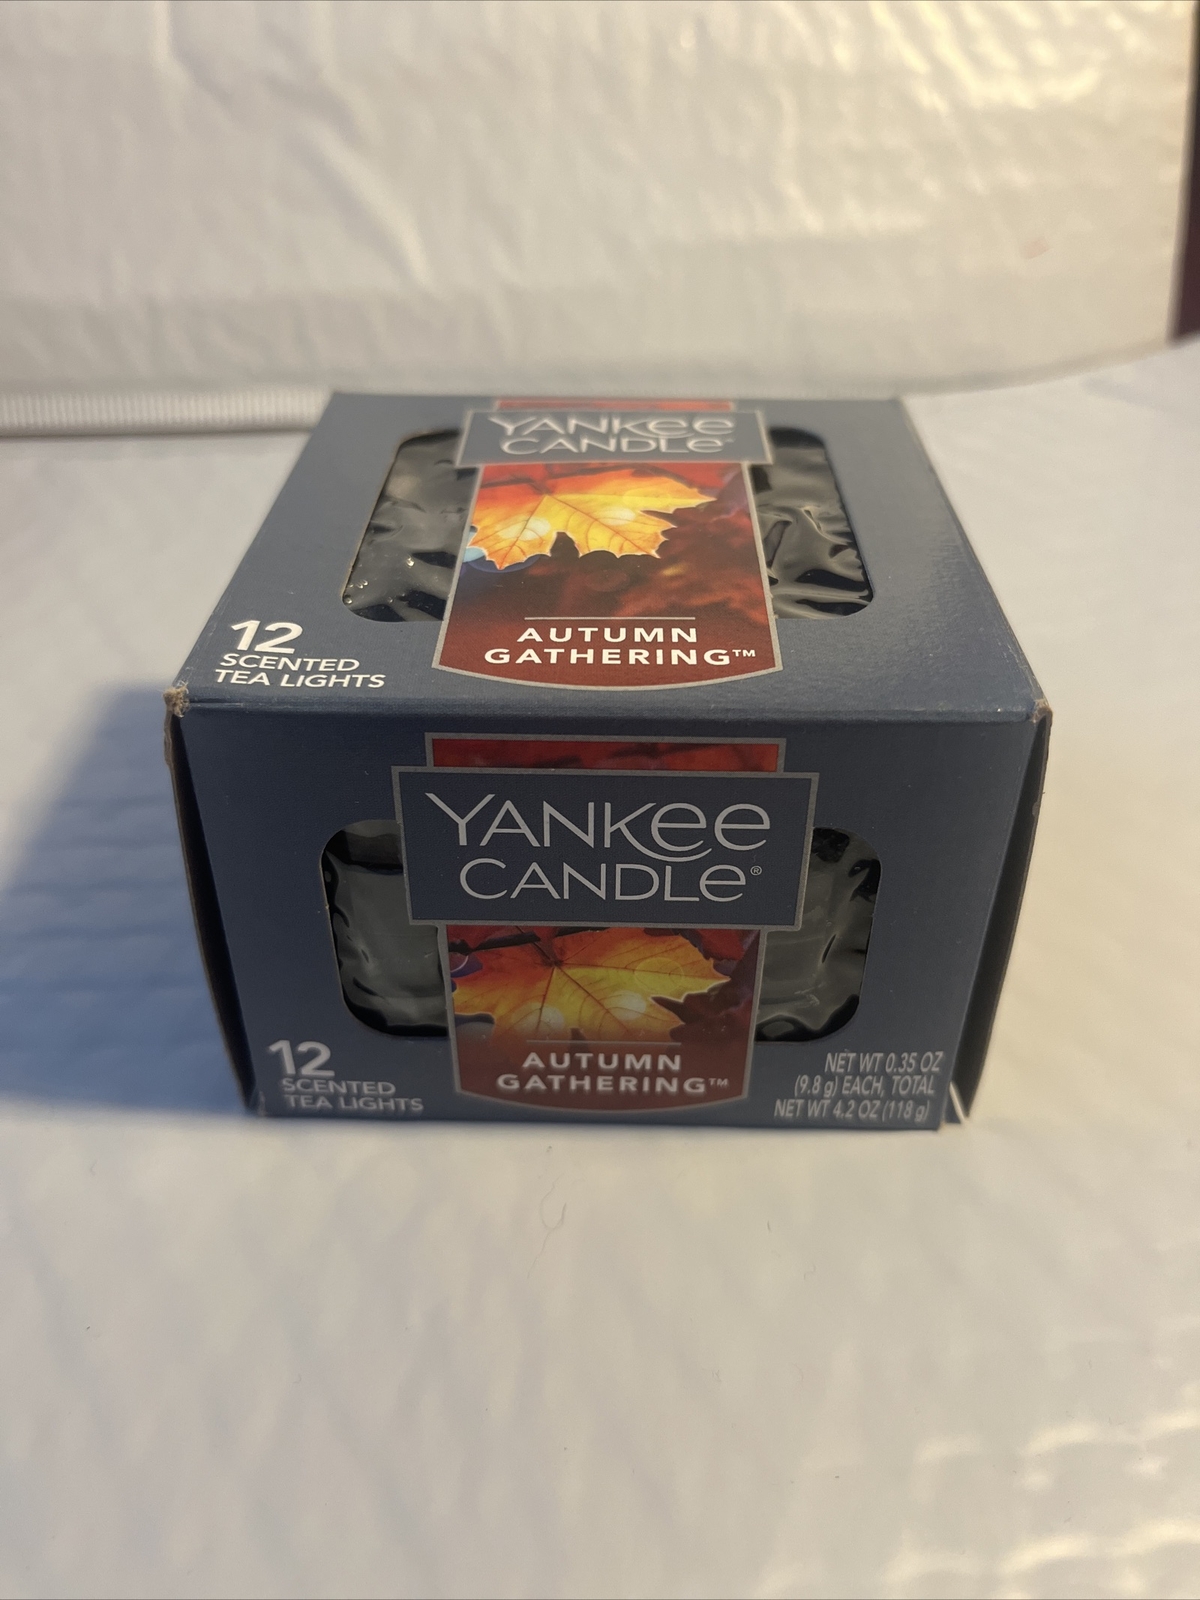 YANKEE
CANDLE™
AUTUMN
GATHERING™
12
SCENTED
TEA LIGHTS
YANKEE
CANDLE®
AUTUMN
GATHERING™
12
SCENTED
TEA LIGHTS
NET WT 0.35 OZ
(9.8 g) EACH, TOTAL
NET WT 4.2 OZ (118 g)